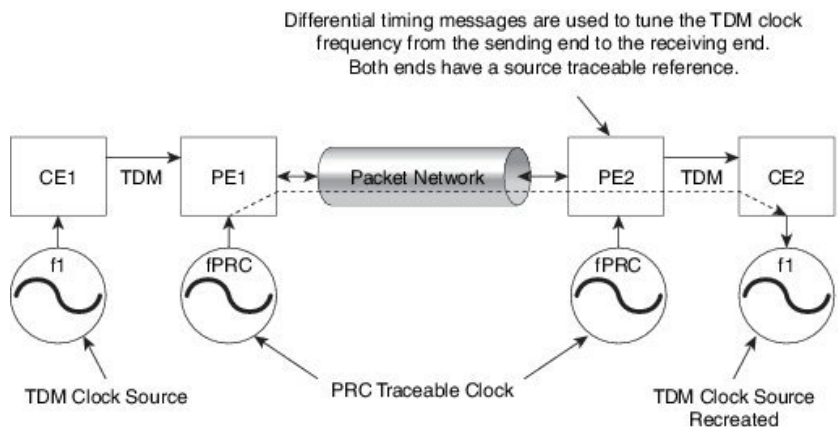 Differential timing messages are used to tune the TDM clock
frequency from the sending end to the receiving end.
Both ends have a source traceable reference.
CE1
TDM
PE1
Packet Network
PE2
TDM
CE2
f1
fPRC
fPRC
f1
TDM Clock Source
PRC Traceable Clock
TDM Clock Source
Recreated